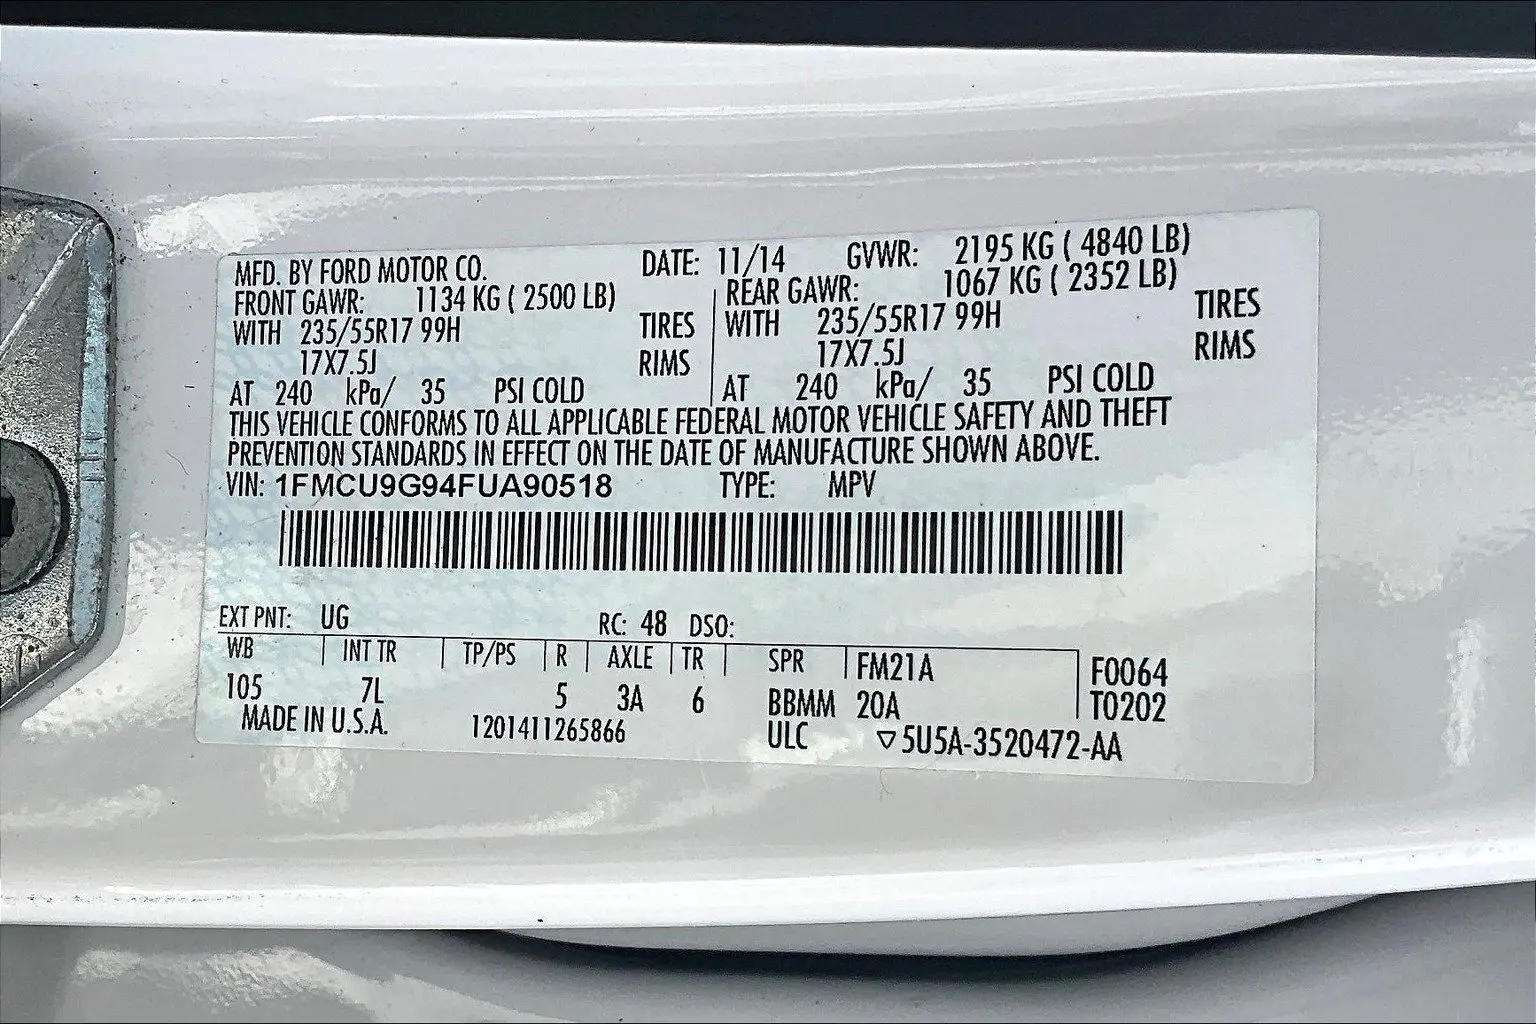 MFD. BY FORD MOTOR CO. DATE: 11/14 GVWR: 2195 KG ( 4840 LB)
FRONT GAWR: 1134 KG ( 2500 LB) REAR GAWR: 1067 KG ( 2352 LB)
WITH 235/55R17 99H TIRES WITH 235/55R17 99H TIRES
17X7.5J RIMS 17X7.5J RIMS
AT 240 kPa/ 35 PSI COLD AT 240 kPa/ 35 PSI COLD
THIS VEHICLE CONFORMS TO ALL APPLICABLE FEDERAL MOTOR VEHICLE SAFETY AND THEFT
PREVENTION STANDARDS IN EFFECT ON THE DATE OF MANUFACTURE SHOWN ABOVE.
VIN: 1FMCU9G94FUA90518 TYPE: MPV
EXT PNT: UG RC: 48 DSO:
WB INT TR TP/PS R AXLE TR SPR FM21A F0064
105 7L 5 3A 6 BBMM 20A T0202
MADE IN U.S.A. 1201411265866 ULC ▽5U5A-3520472-AA